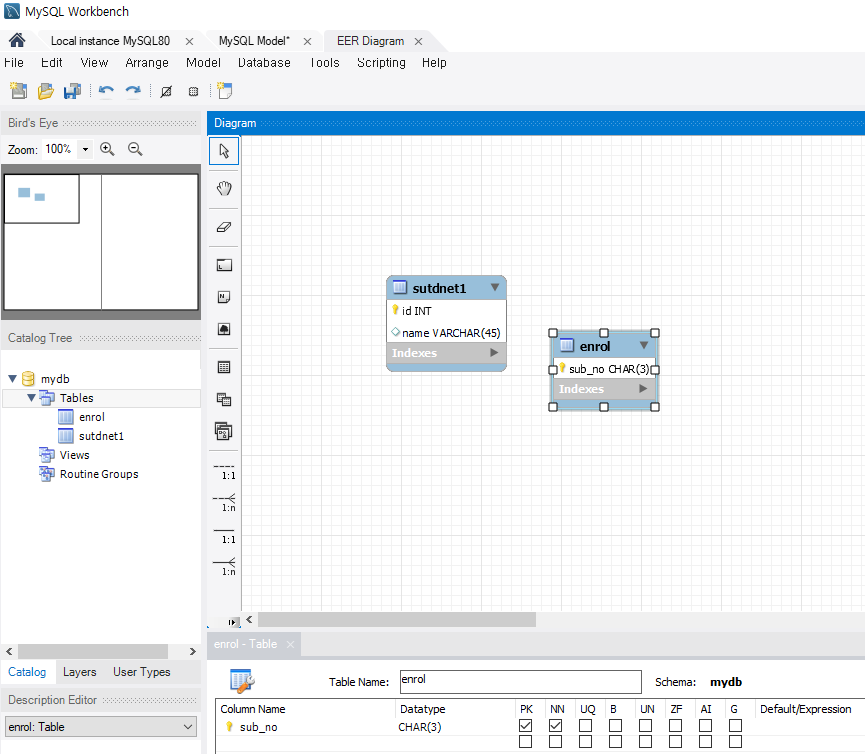 MySQL Workbench
Local instance MySQL80 MySQL Model* EER Diagram
File Edit View Arrange Model Database Tools Scripting Help
Bird's Eye
Zoom: 100%
Diagram
sutdnet1
id INT
name VARCHAR(45)
Indexes
enrol
sub_no CHAR(3)
Indexes
Catalog Tree
mydb
Tables
enrol
sutdnet1
Views
Routine Groups
1:1
1:n
1:1
1:n
Catalog Layers User Types
Description Editor
enrol: Table
enrol - Table
Table Name: enrol Schema: mydb
Column Name Datatype PK NN UQ B UN ZF AI G Default/Expression
sub_no CHAR(3)